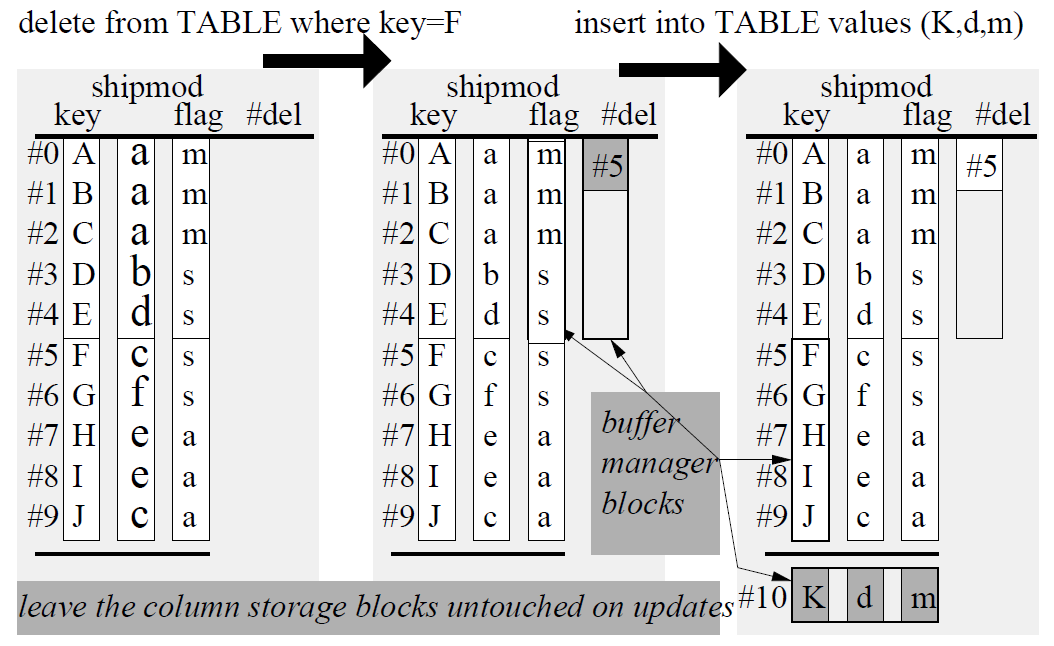 delete from TABLE where key=F
insert into TABLE values (K,d,m)
shipmod
key flag #del
#0 A a m
#1 B a m
#2 C a m
#3 D b s
#4 E d s
#5 F c s
#6 G f s
#7 H e a
#8 I e a
#9 J c a
shipmod
key flag #del
#0 A a m #5
#1 B a m
#2 C a m
#3 D b s
#4 E d s
#5 F c s
#6 G f s
#7 H e a
#8 I e a
#9 J c a
buffer
manager
blocks
shipmod
key flag #del
#0 A a m #5
#1 B a m
#2 C a m
#3 D b s
#4 E d s
#5 F c s
#6 G f s
#7 H e a
#8 I e a
#9 J c a
#10 K d m
leave the column storage blocks untouched on updates